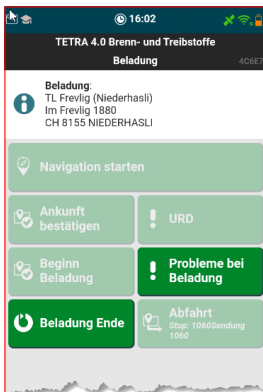 16:02
TETRA 4.0 Brenn- und Treibstoffe
Beladung 4C6E7
Beladung:
TL Frevlig (Niederhasli)
Im Frevlig 1880
CH 8155 NIEDERHASLI
Navigation starten
Ankunft
bestätigen
URD
Beginn
Beladung
Probleme bei
Beladung
Beladung Ende
Abfahrt
Stop: 1060Sendung
1060